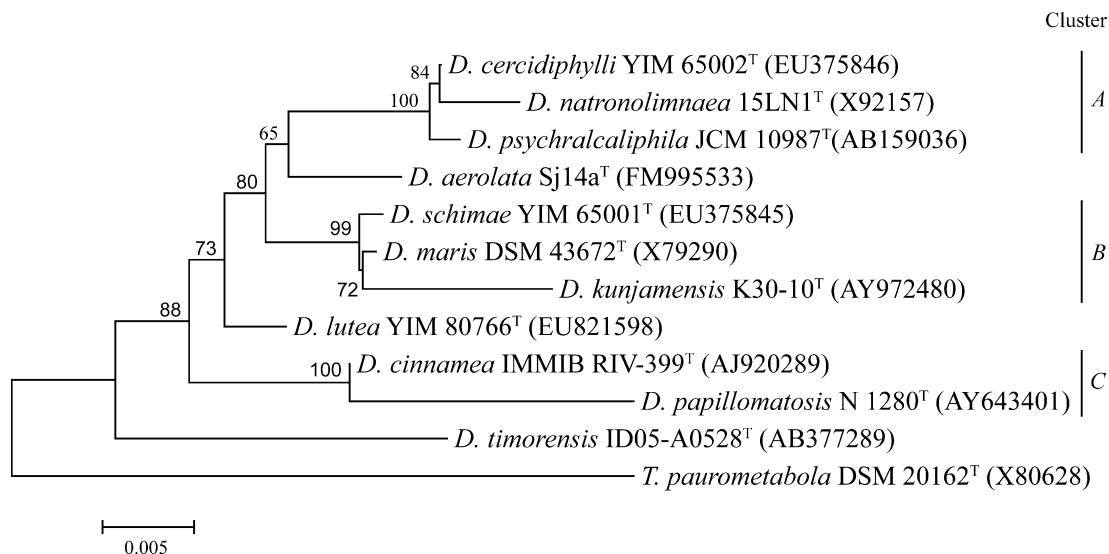 Cluster
84
D. cercidiphylli YIM 65002ᵀ (EU375846)
100
D. natronolimnaea 15LN1ᵀ (X92157)
A
D. psychralcaliphila JCM 10987ᵀ(AB159036)
65
D. aerolata Sj14aᵀ (FM995533)
80
D. schimae YIM 65001ᵀ (EU375845)
99
D. maris DSM 43672ᵀ (X79290)
B
72
D. kunjamensis K30-10ᵀ (AY972480)
73
D. lutea YIM 80766ᵀ (EU821598)
88
D. cinnamea IMMIB RIV-399ᵀ (AJ920289)
100
C
D. papillomatosis N 1280ᵀ (AY643401)
D. timorensis ID05-A0528ᵀ (AB377289)
T. paurometabola DSM 20162ᵀ (X80628)
0.005